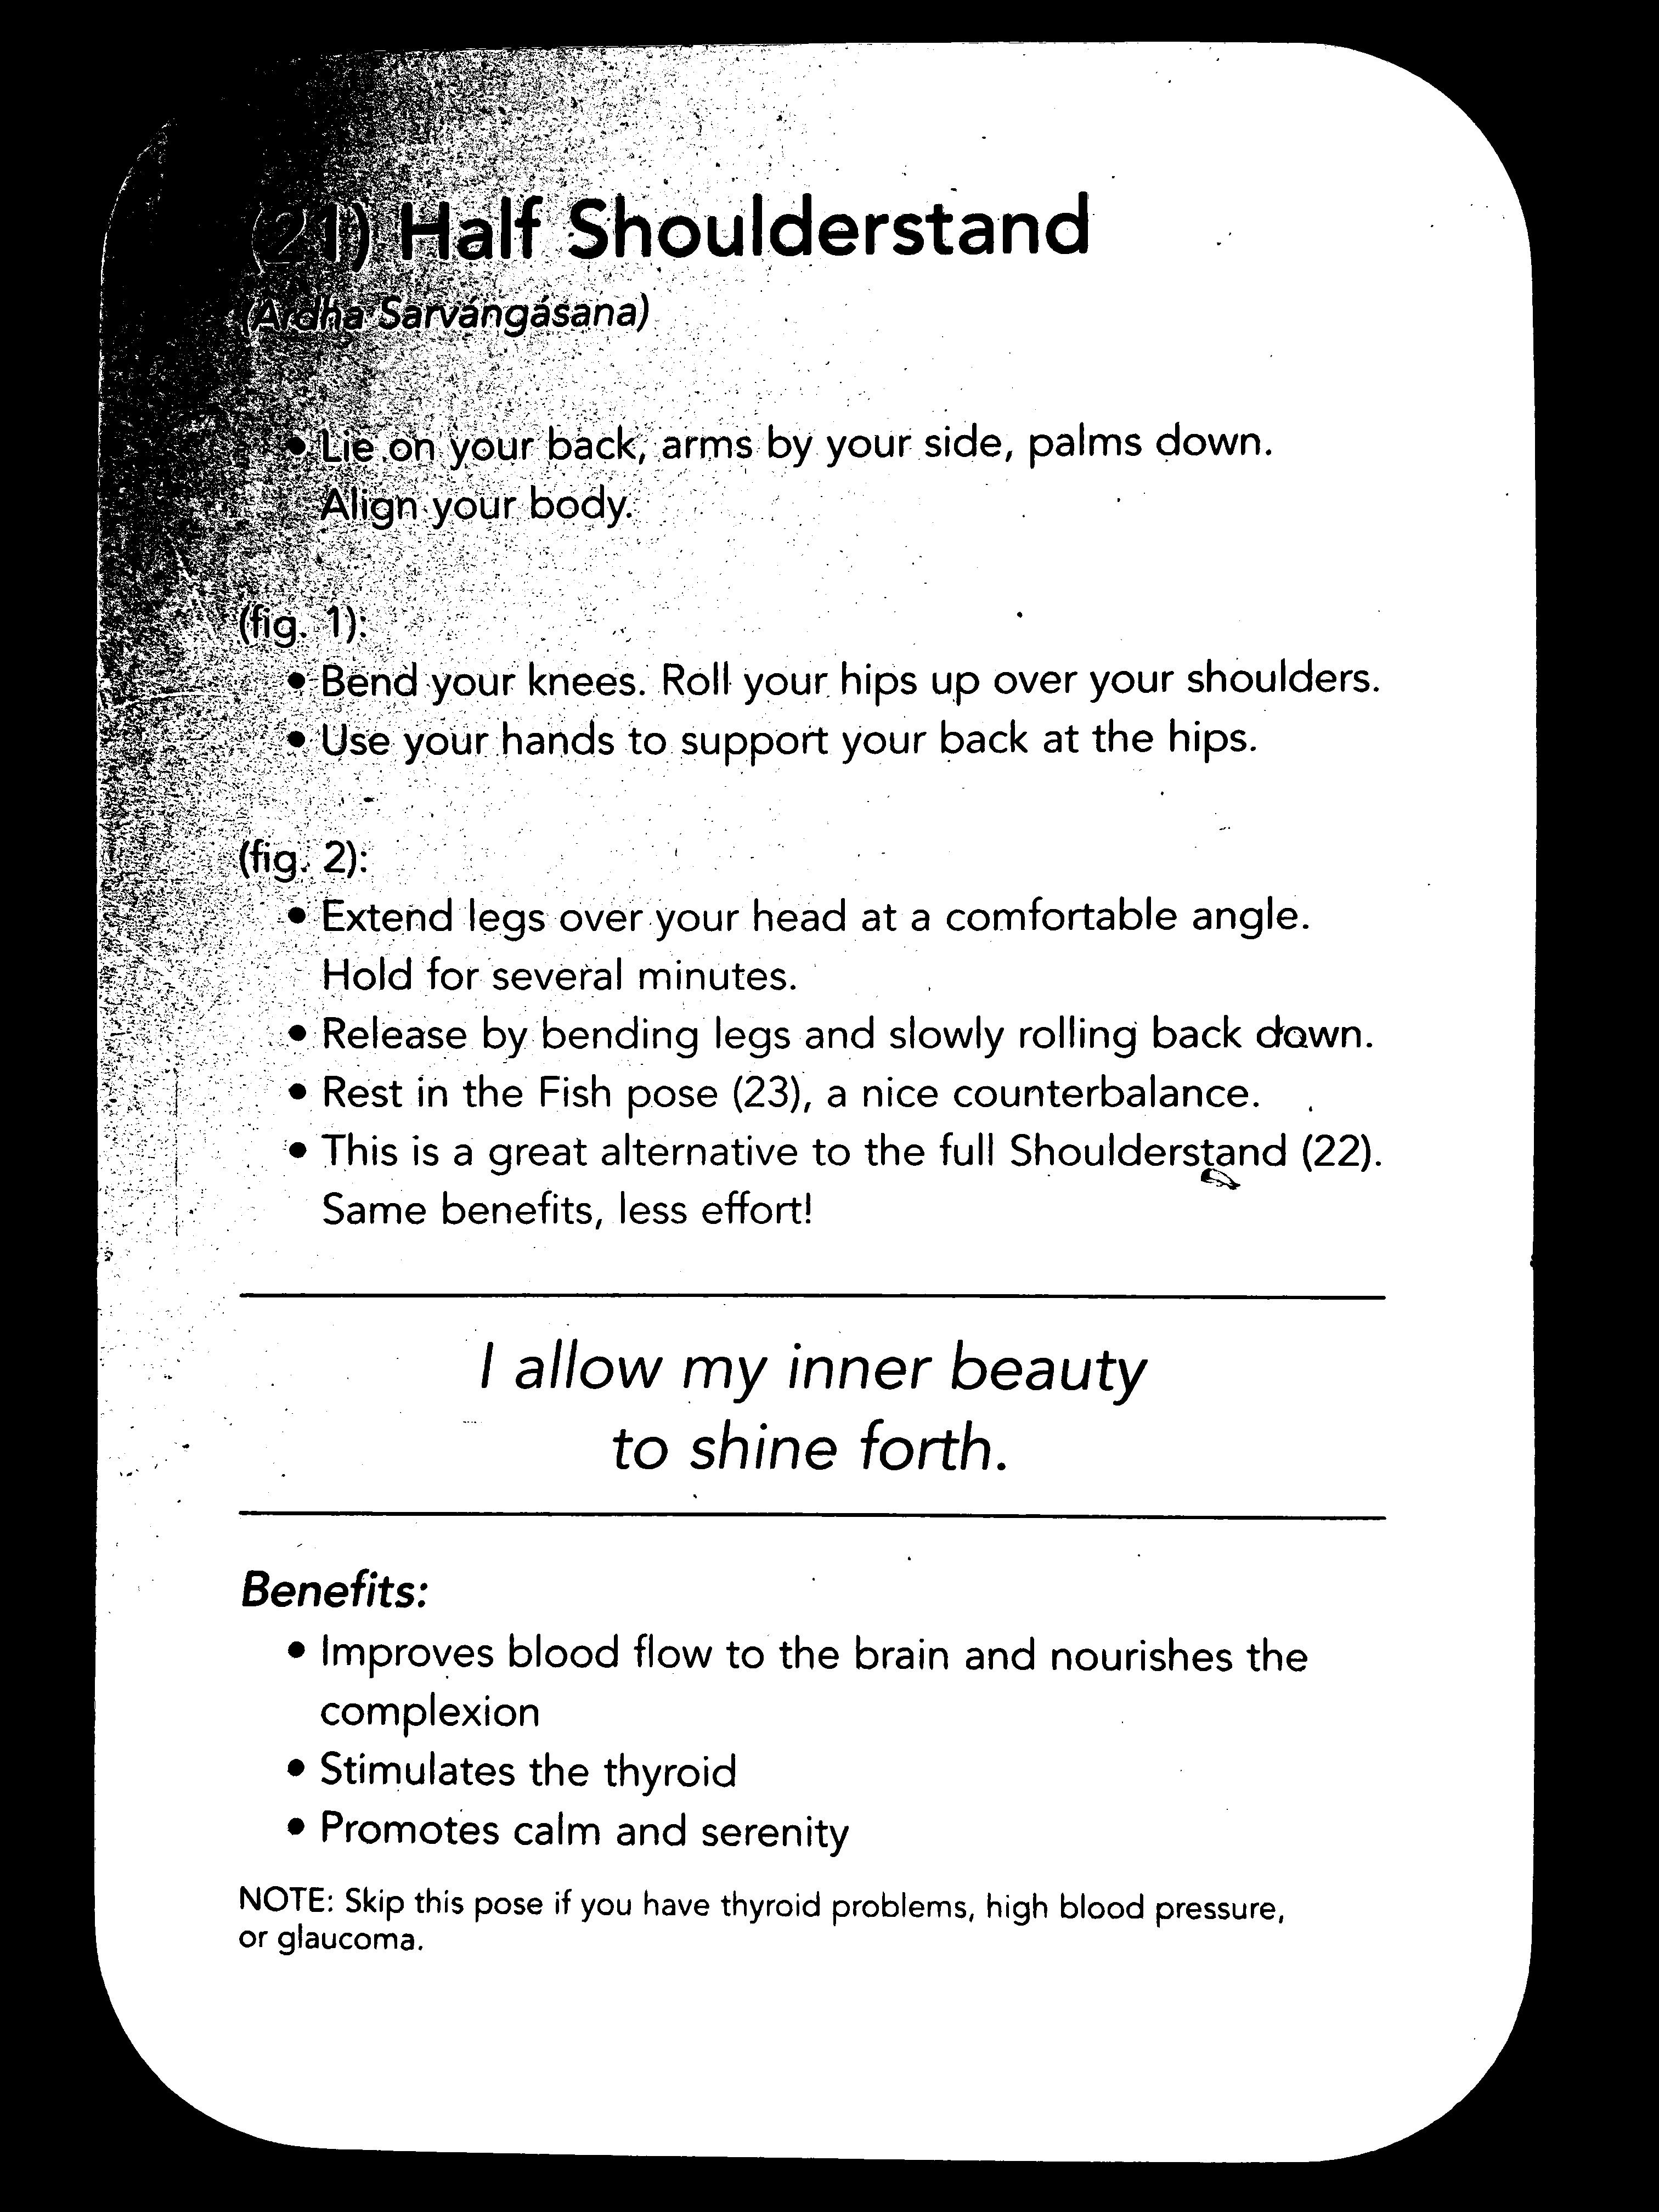 (21) Half Shoulderstand
(Ardha Sarvángásana)
• Lie on your back, arms by your side, palms down.
Align your body.
(fig. 1):
• Bend your knees. Roll your hips up over your shoulders.
• Use your hands to support your back at the hips.
(fig. 2):
• Extend legs over your head at a comfortable angle.
Hold for several minutes.
• Release by bending legs and slowly rolling back down.
• Rest in the Fish pose (23), a nice counterbalance.
• This is a great alternative to the full Shoulderstand (22).
Same benefits, less effort!
I allow my inner beauty
to shine forth.
Benefits:
• Improves blood flow to the brain and nourishes the
complexion
• Stimulates the thyroid
• Promotes calm and serenity
NOTE: Skip this pose if you have thyroid problems, high blood pressure,
or glaucoma.